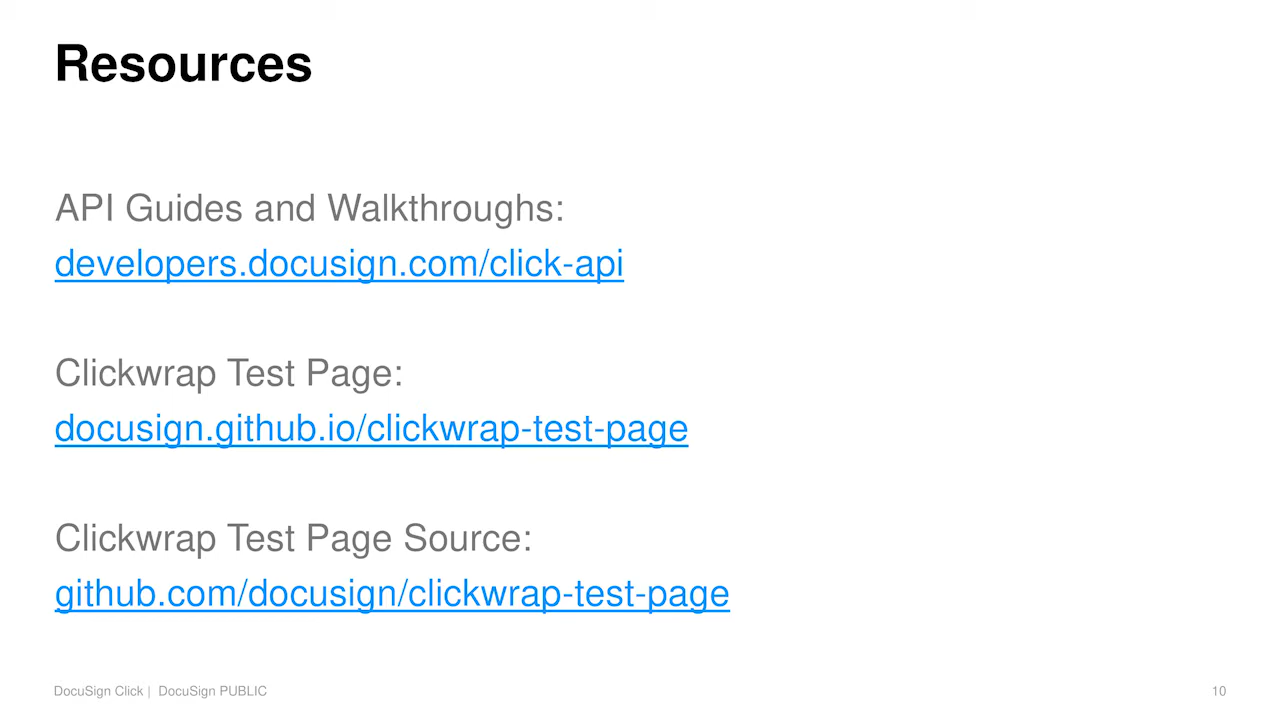 Resources
API Guides and Walkthroughs:
developers.docusign.com/click-api
Clickwrap Test Page:
docusign.github.io/clickwrap-test-page
Clickwrap Test Page Source:
github.com/docusign/clickwrap-test-page
DocuSign Click | DocuSign PUBLIC
10